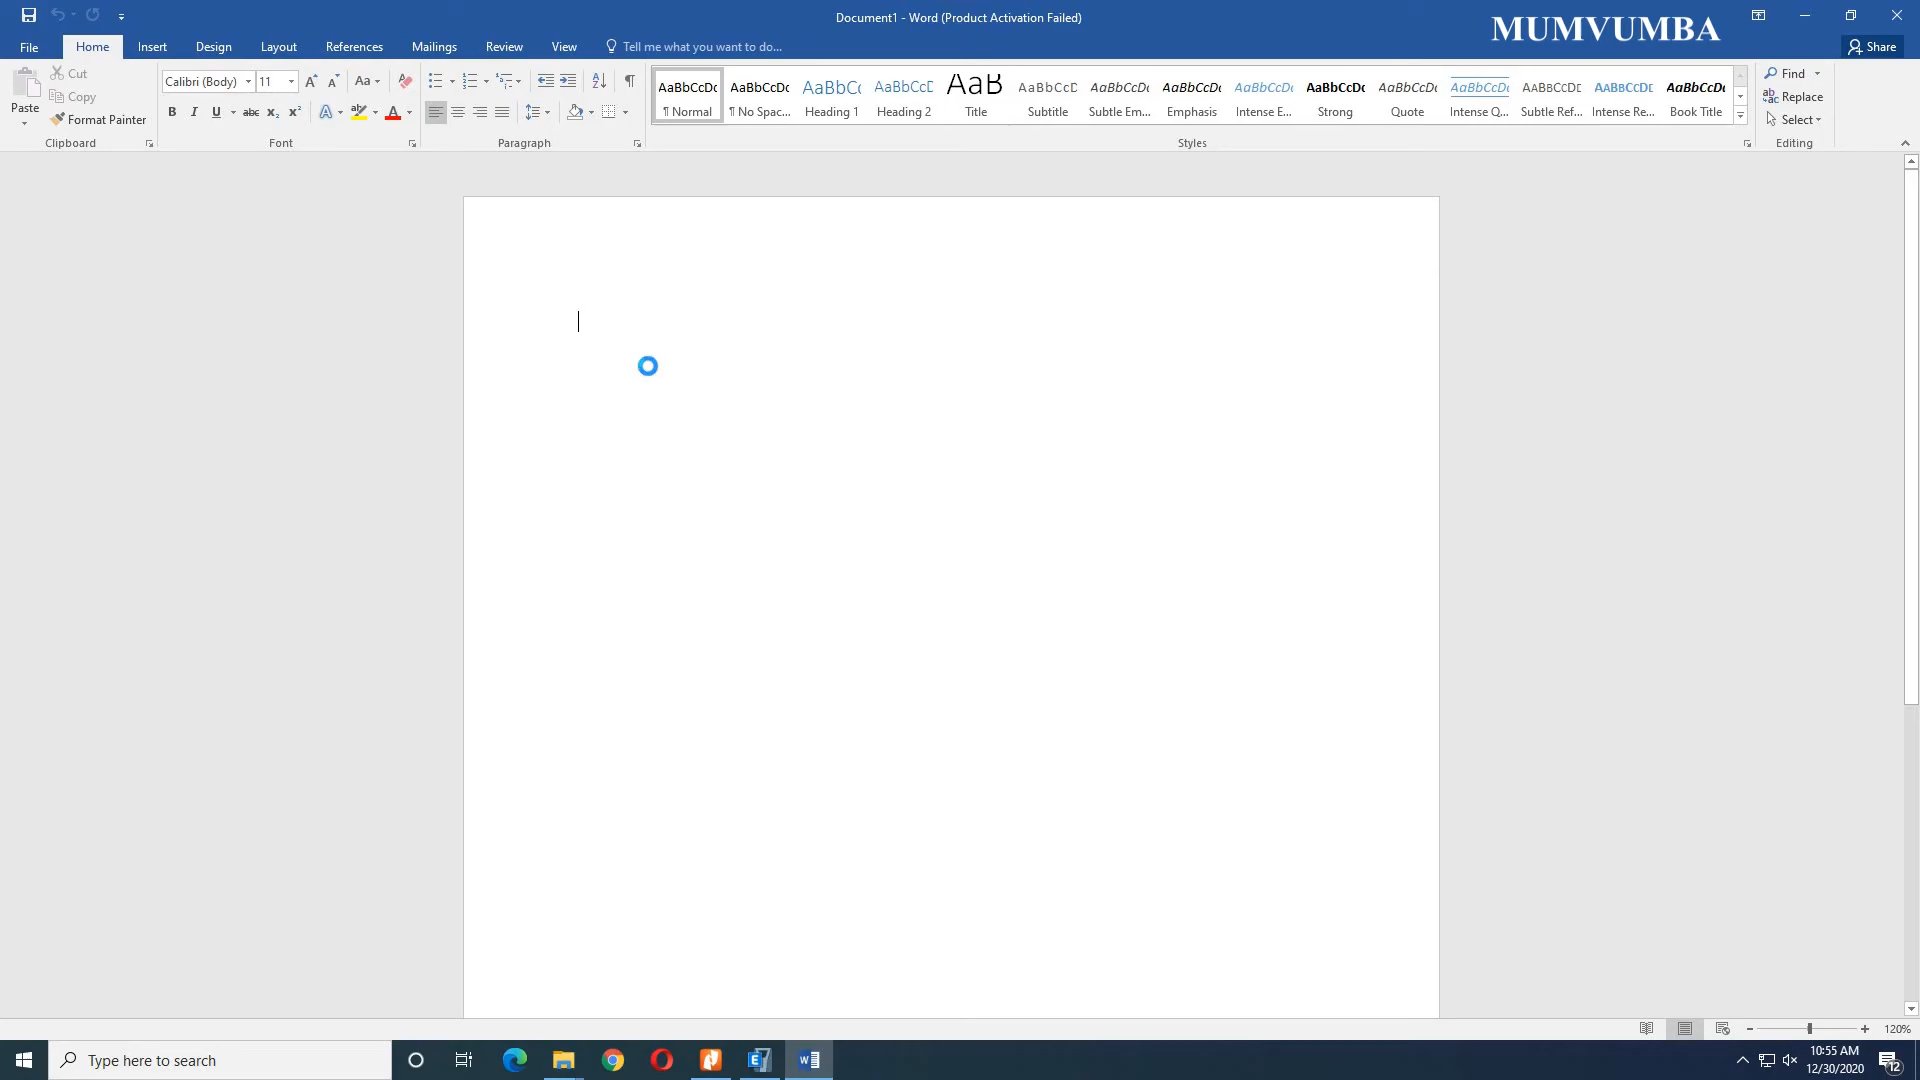 Document1 - Word (Product Activation Failed)
MUMVUMBA
File Home Insert Design Layout References Mailings Review View Tell me what you want to do... Share
Paste
Cut
Copy
Format Painter
Clipboard
Calibri (Body) 11
Font
Paragraph
AaBbCcDc AaBbCcDc AaBbCc AaBbCcD AaB AaBbCcD AaBbCcDc AaBbCcDc AaBbCcDc AaBbCcDc AaBbCcDc AaBbCcDc AABBCCDD AABBCCDD AaBbCcDc
¶ Normal ¶ No Spac... Heading 1 Heading 2 Title Subtitle Subtle Em... Emphasis Intense E... Strong Quote Intense Q... Subtle Ref... Intense Re... Book Title
Styles
Find
Replace
Select
Editing
120%
Type here to search
10:55 AM
12/30/2020
12